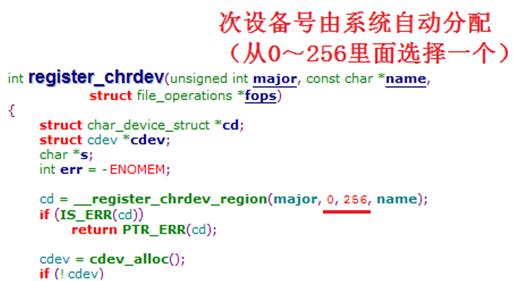 次设备号由系统自动分配
（从0～256里面选择一个）
int register_chrdev(unsigned int major, const char *name,
struct file_operations *fops)
{
struct char_device_struct *cd;
struct cdev *cdev;
char *s;
int err = -ENOMEM;
cd = __register_chrdev_region(major, 0, 256, name);
if (IS_ERR(cd))
return PTR_ERR(cd);
cdev = cdev_alloc();
if (! cdev)